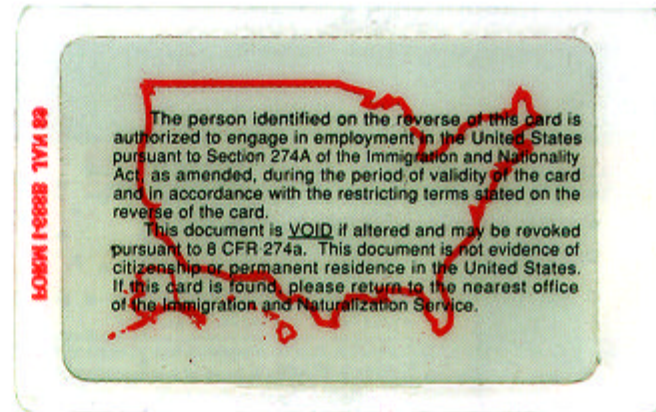 The person identified on the reverse of this card is
authorized to engage in employment in the United States
pursuant to Section 274A of the Immigration and Nationality
Act, as amended, during the period of validity of the card
and in accordance with the restricting terms stated on the
reverse of the card.
This document is VOID if altered and may be revoked
pursuant to 8 CFR 274a. This document is not evidence of
citizenship or permanent residence in the United States.
If this card is found, please return to the nearest office
of the Immigration and Naturalization Service.